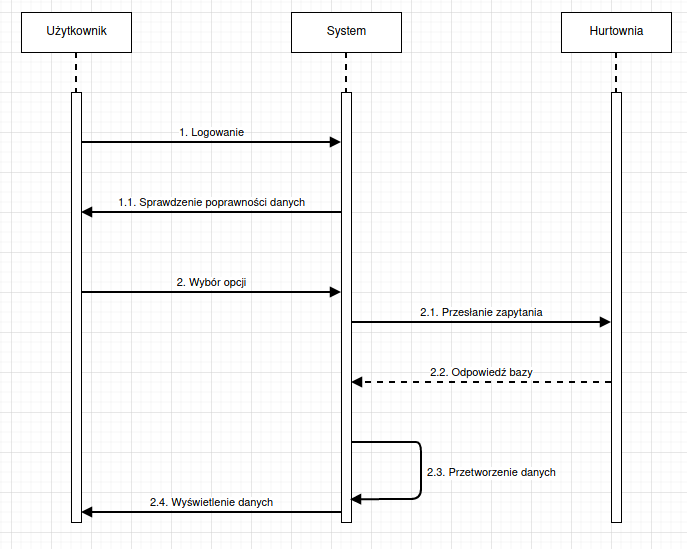 Użytkownik
System
Hurtownia
1. Logowanie
1.1. Sprawdzenie poprawności danych
2. Wybór opcji
2.1. Przesłanie zapytania
2.2. Odpowiedź bazy
2.3. Przetworzenie danych
2.4. Wyświetlenie danych